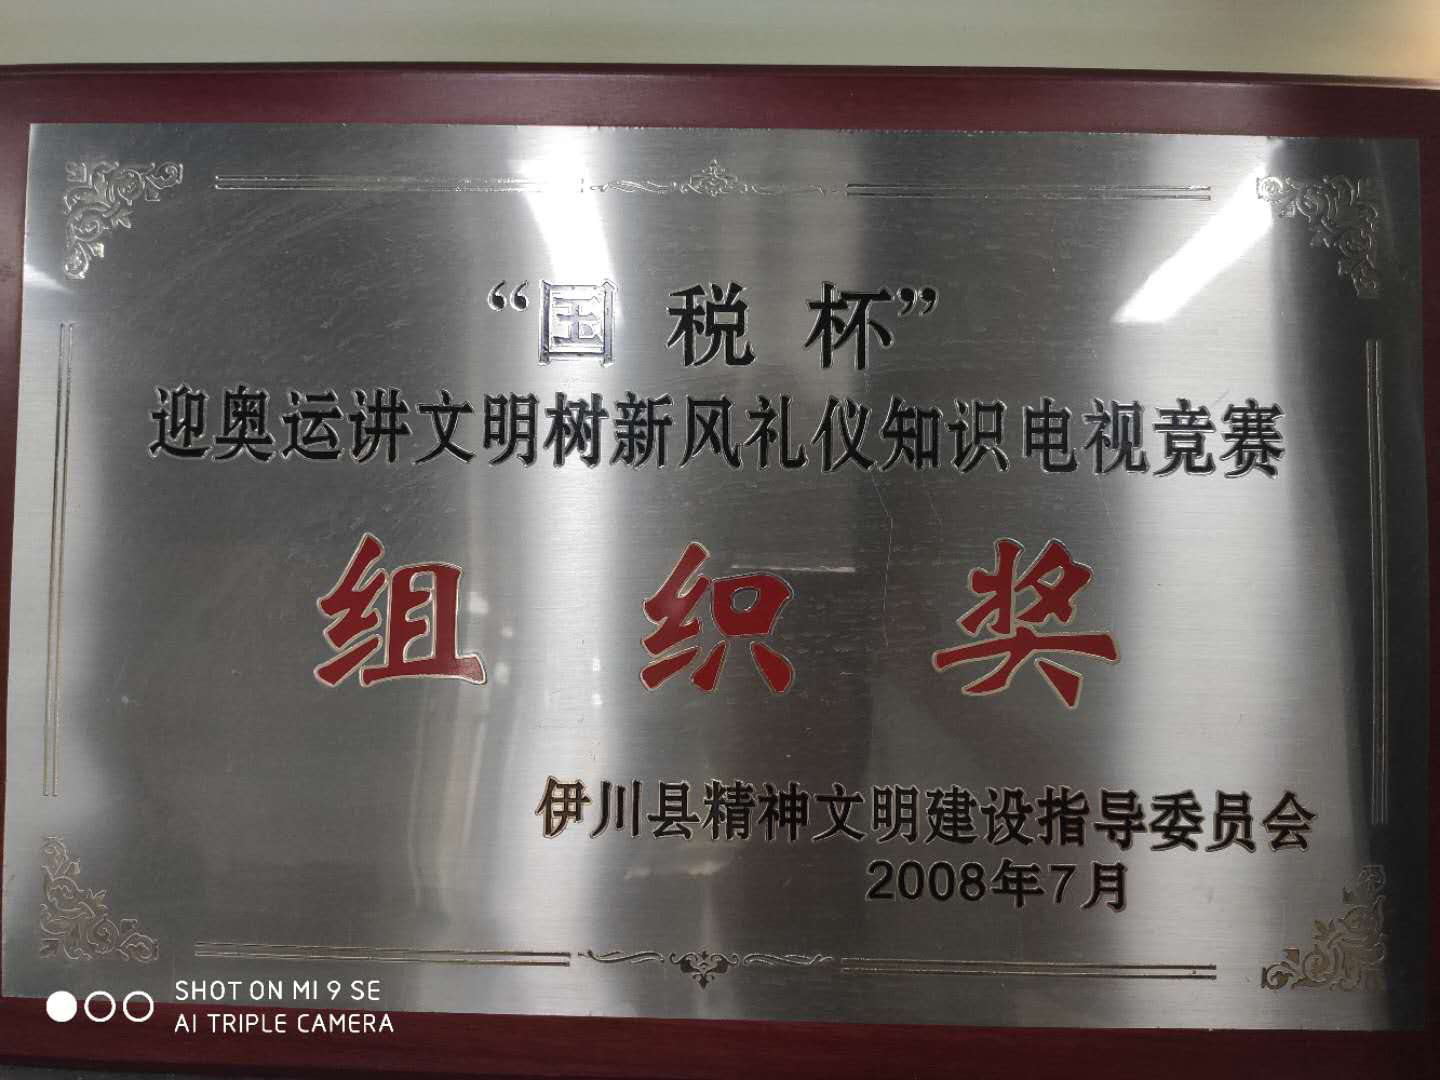 “国 税 杯”
迎奥运讲文明树新风礼仪知识电视竞赛
组 织 奖
伊川县精神文明建设指导委员会
2008年7月
SHOT ON MI 9 SE
AI TRIPLE CAMERA